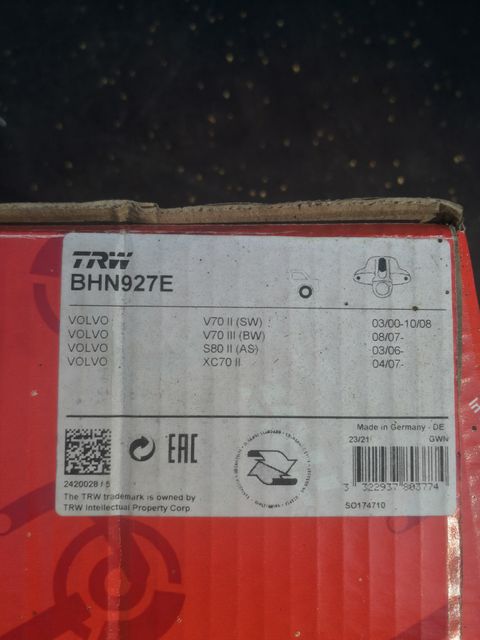 TRW
BHN927E
VOLVO V70 II (SW) 03/00-10/08
VOLVO V70 III (BW) 08/07-
VOLVO S80 II (AS) 03/06-
VOLVO XC70 II 04/07-
Made in Germany - DE
23/21 GWN
EAC
2420028 / 5
3 322937 883774
The TRW trademark is owned by
TRW Intellectual Property Corp
SO174710